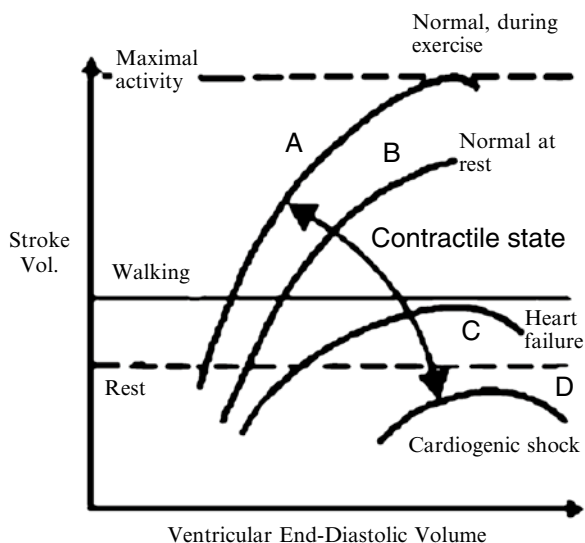 Normal, during
exercise
Maximal
activity
A
B
Normal at
rest
Stroke
Vol.
Contractile state
Walking
C
Heart
failure
Rest
D
Cardiogenic shock
Ventricular End-Diastolic Volume